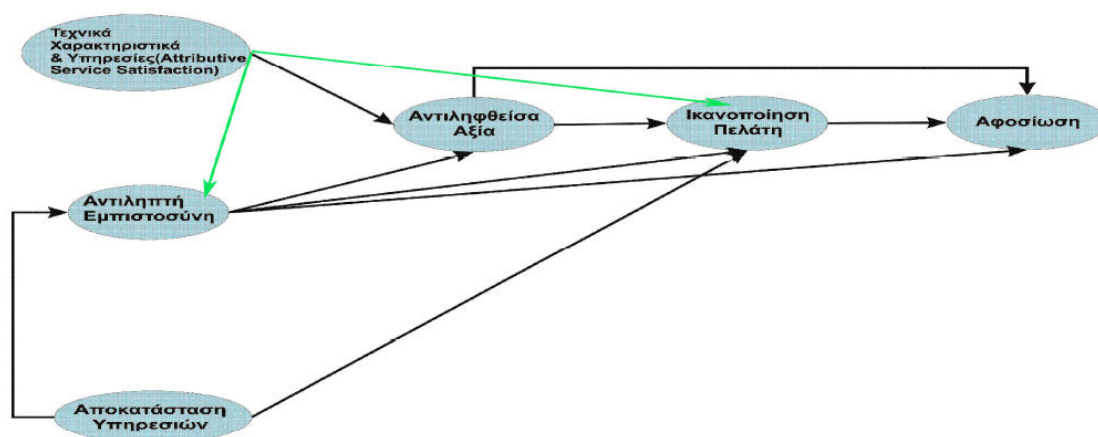 Τεχνικά
Χαρακτηριστικά
& Υπηρεσίες(Attributive
Service Satisfaction)
Αντιληφθείσα
Αξία
Ικανοποίηση
Πελάτη
Αφοσίωση
Αντιληπτή
Εμπιστοσύνη
Αποκατάσταση
Υπηρεσιών